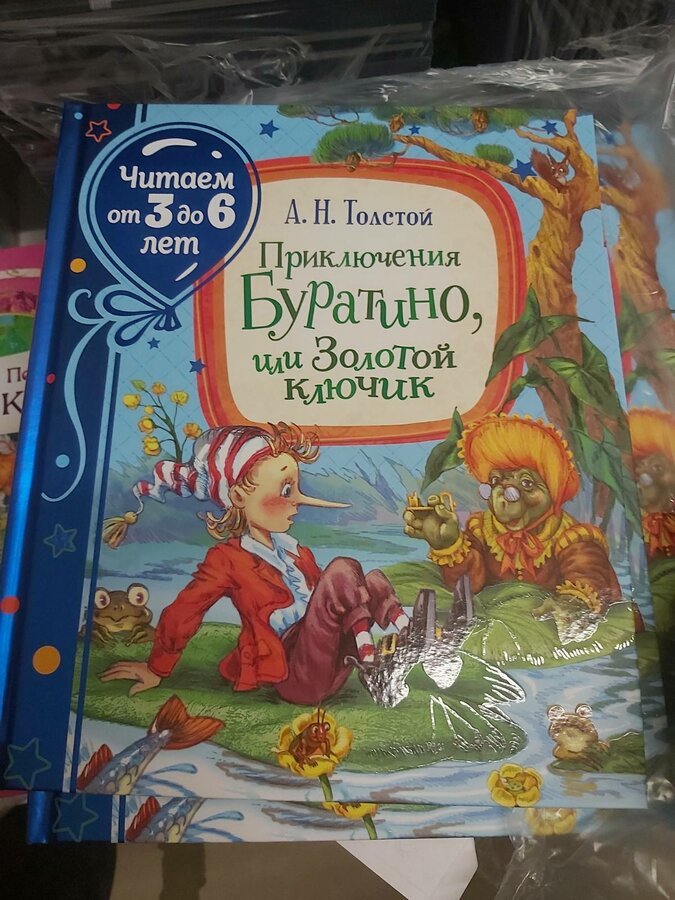 Читаем
от 3 до 6
лет
А. Н. Толстой
Приключения
Буратино,
или Золотой
ключик